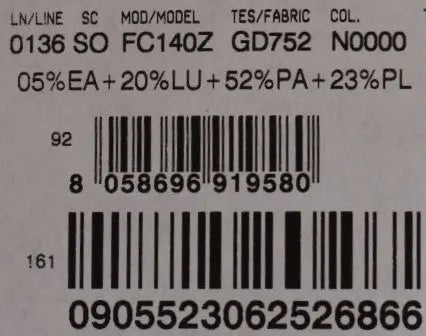 LN/LINE SC MOD/MODEL TES/FABRIC COL.
0136 SO FC140Z GD752 N0000
05%EA+20%LU+52%PA+23%PL
92
8 058696 919580
161
0905523062526866